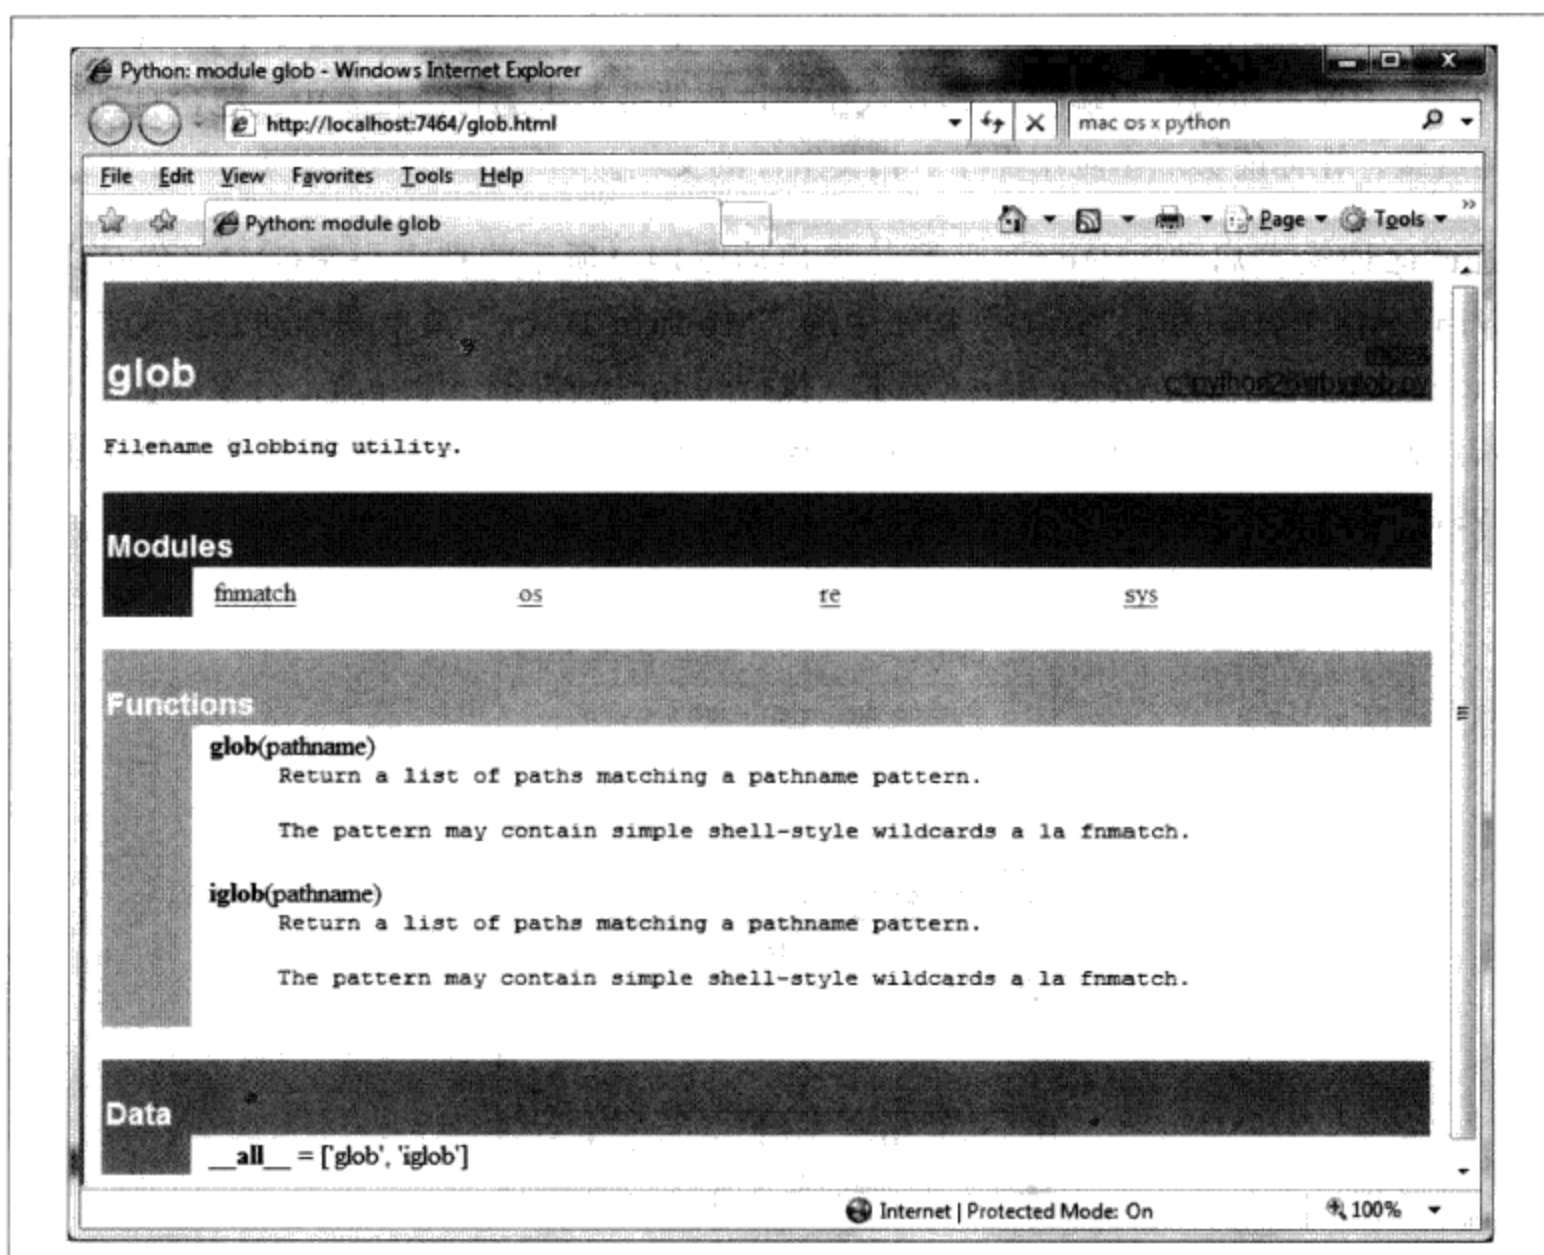 Python: module glob - Windows Internet Explorer
http://localhost:7464/glob.html
mac os x python
File Edit View Favorites Tools Help
Python: module glob
Page Tools
glob
index
Filename globbing utility.
Modules
fnmatch os re sys
Functions
glob(pathname)
Return a list of paths matching a pathname pattern.
The pattern may contain simple shell-style wildcards a la fnmatch.
iglob(pathname)
Return a list of paths matching a pathname pattern.
The pattern may contain simple shell-style wildcards a la fnmatch.
Data
__all__ = ['glob', 'iglob']
Internet | Protected Mode: On
100%